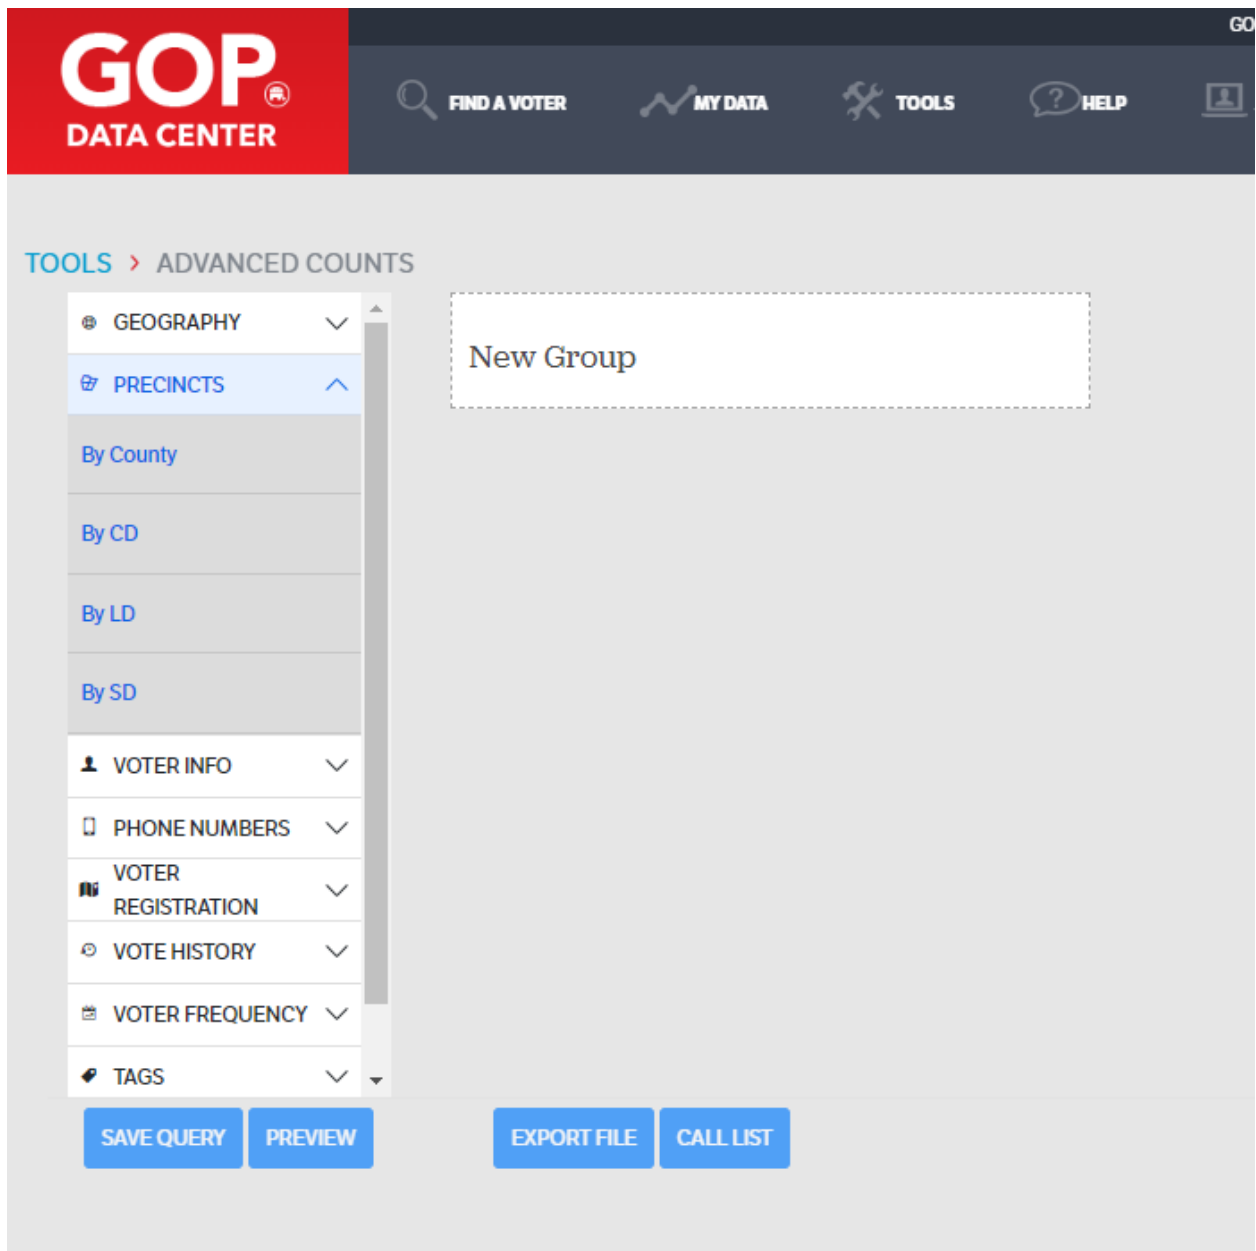 GO
GOP®
DATA CENTER
FIND A VOTER
MY DATA
TOOLS
HELP
TOOLS > ADVANCED COUNTS
GEOGRAPHY
New Group
PRECINCTS
By County
By CD
By LD
By SD
VOTER INFO
PHONE NUMBERS
VOTER
REGISTRATION
VOTE HISTORY
VOTER FREQUENCY
TAGS
SAVE QUERY
PREVIEW
EXPORT FILE
CALL LIST